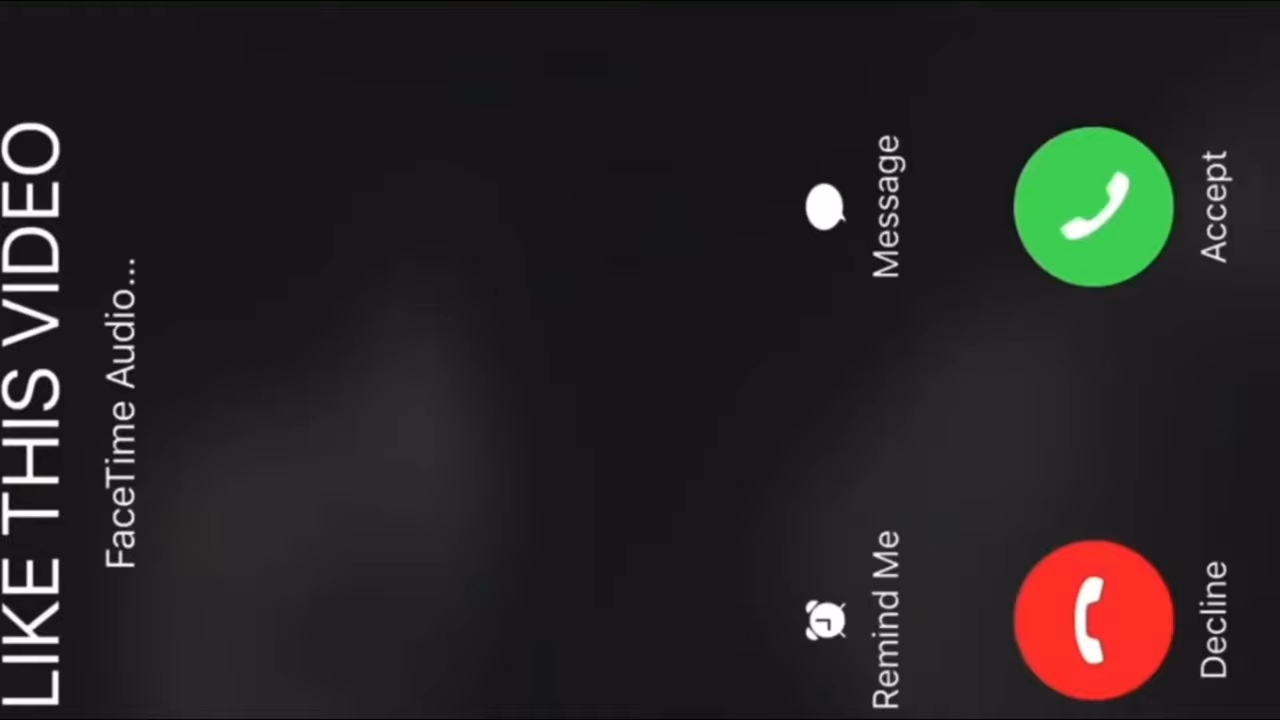 LIKE THIS VIDEO
FaceTime Audio...
Remind Me
Message
Decline
Accept